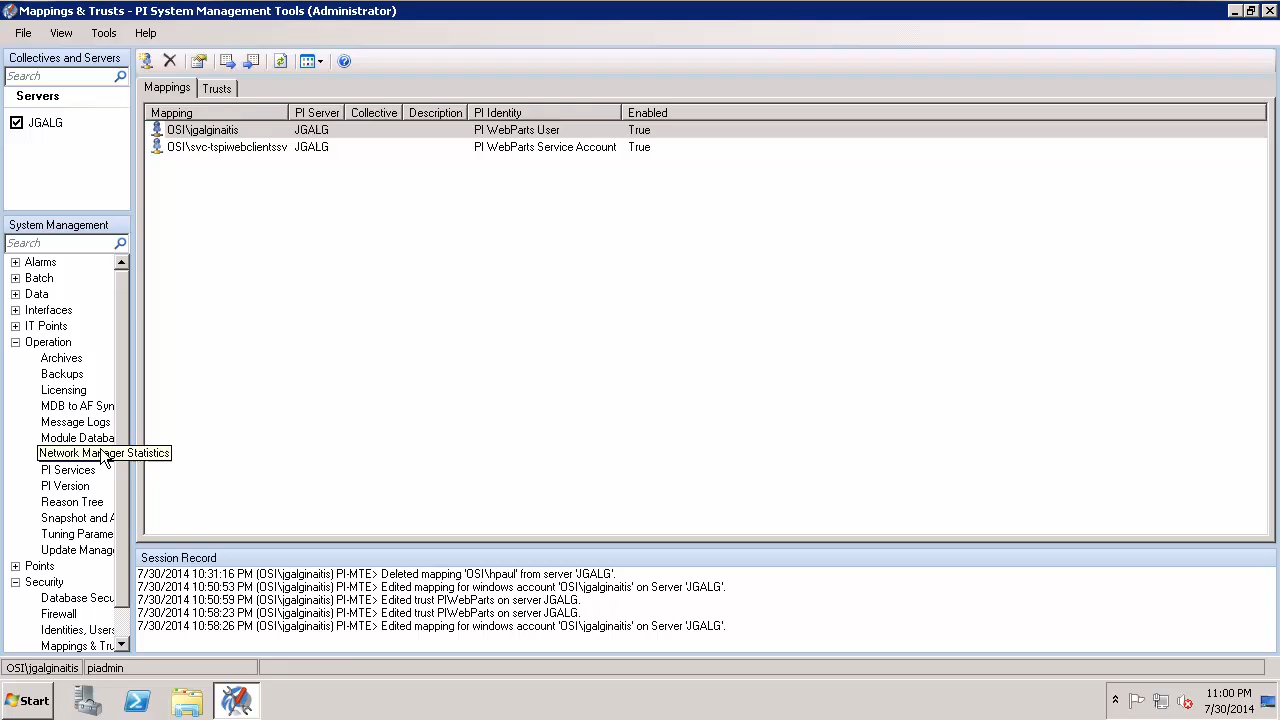 Mappings & Trusts - PI System Management Tools (Administrator)
File View Tools Help
Collectives and Servers
Search
Servers
JGALG
System Management
Search
Alarms
Batch
Data
Interfaces
IT Points
Operation
Archives
Backups
Licensing
MDB to AF Syn
Message Logs
Module Databa
Network Manager Statistics
PI Services
PI Version
Reason Tree
Snapshot and A
Tuning Parame
Update Manag
Points
Security
Database Secu
Firewall
Identities, User
Mappings & Tru
Mappings Trusts
Mapping PI Server Collective Description PI Identity Enabled
OSI\jgalginaitis JGALG PI WebParts User True
OSI\svc-tspiwebclientssv JGALG PI WebParts Service Account True
Session Record
7/30/2014 10:31:16 PM (OSI\jgalginaitis) PI-MTE> Deleted mapping 'OSI\hpaul' from server 'JGALG'.
7/30/2014 10:50:53 PM (OSI\jgalginaitis) PI-MTE> Edited mapping for windows account 'OSI\jgalginaitis' on Server 'JGALG'.
7/30/2014 10:50:59 PM (OSI\jgalginaitis) PI-MTE> Edited trust PIWebParts on server JGALG.
7/30/2014 10:58:23 PM (OSI\jgalginaitis) PI-MTE> Edited trust PIWebParts on server JGALG.
7/30/2014 10:58:26 PM (OSI\jgalginaitis) PI-MTE> Edited mapping for windows account 'OSI\jgalginaitis' on Server 'JGALG'.
OSI\jgalginaitis piadmin
Start
11:00 PM
7/30/2014